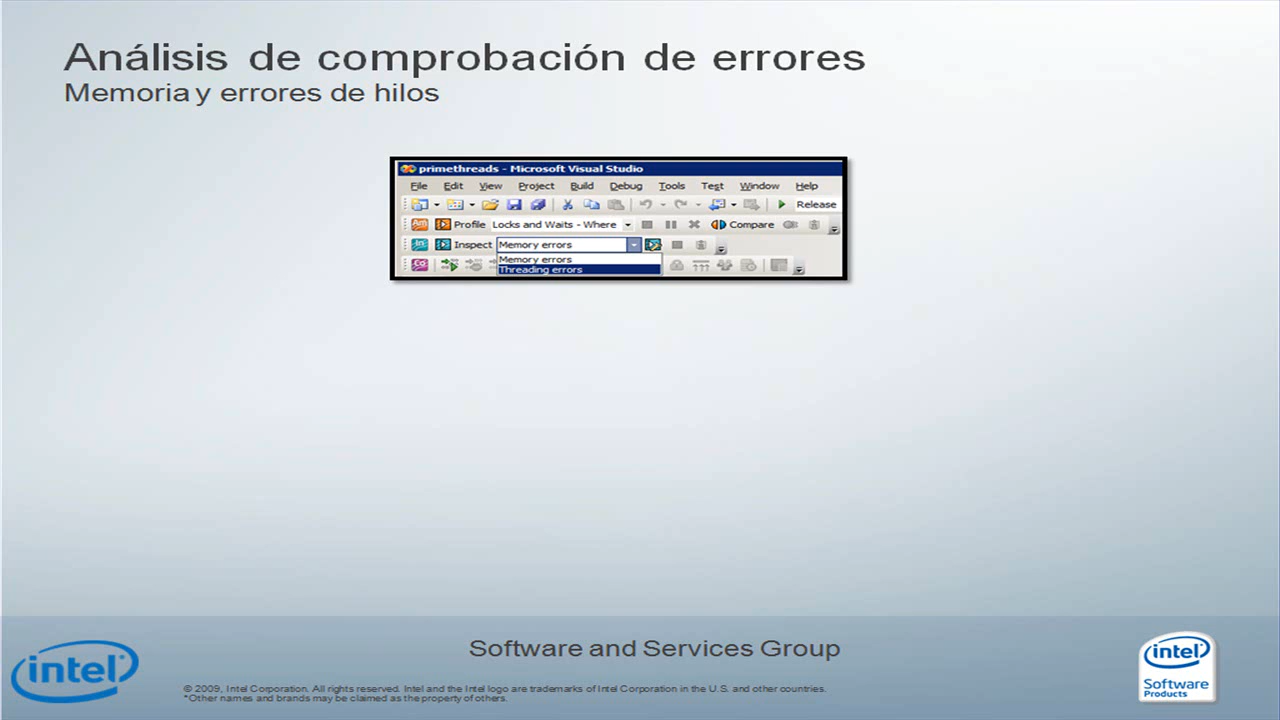 Análisis de comprobación de errores
Memoria y errores de hilos
primethreads - Microsoft Visual Studio
File Edit View Project Build Debug Tools Test Window Help
Release
Am Profile Locks and Waits - Where Compare
In Inspect Memory errors
Memory errors
Co Threading errors
Software and Services Group
intel
© 2009, Intel Corporation. All rights reserved. Intel and the Intel logo are trademarks of Intel Corporation in the U.S. and other countries.
*Other names and brands may be claimed as the property of others.
intel
Software
Products